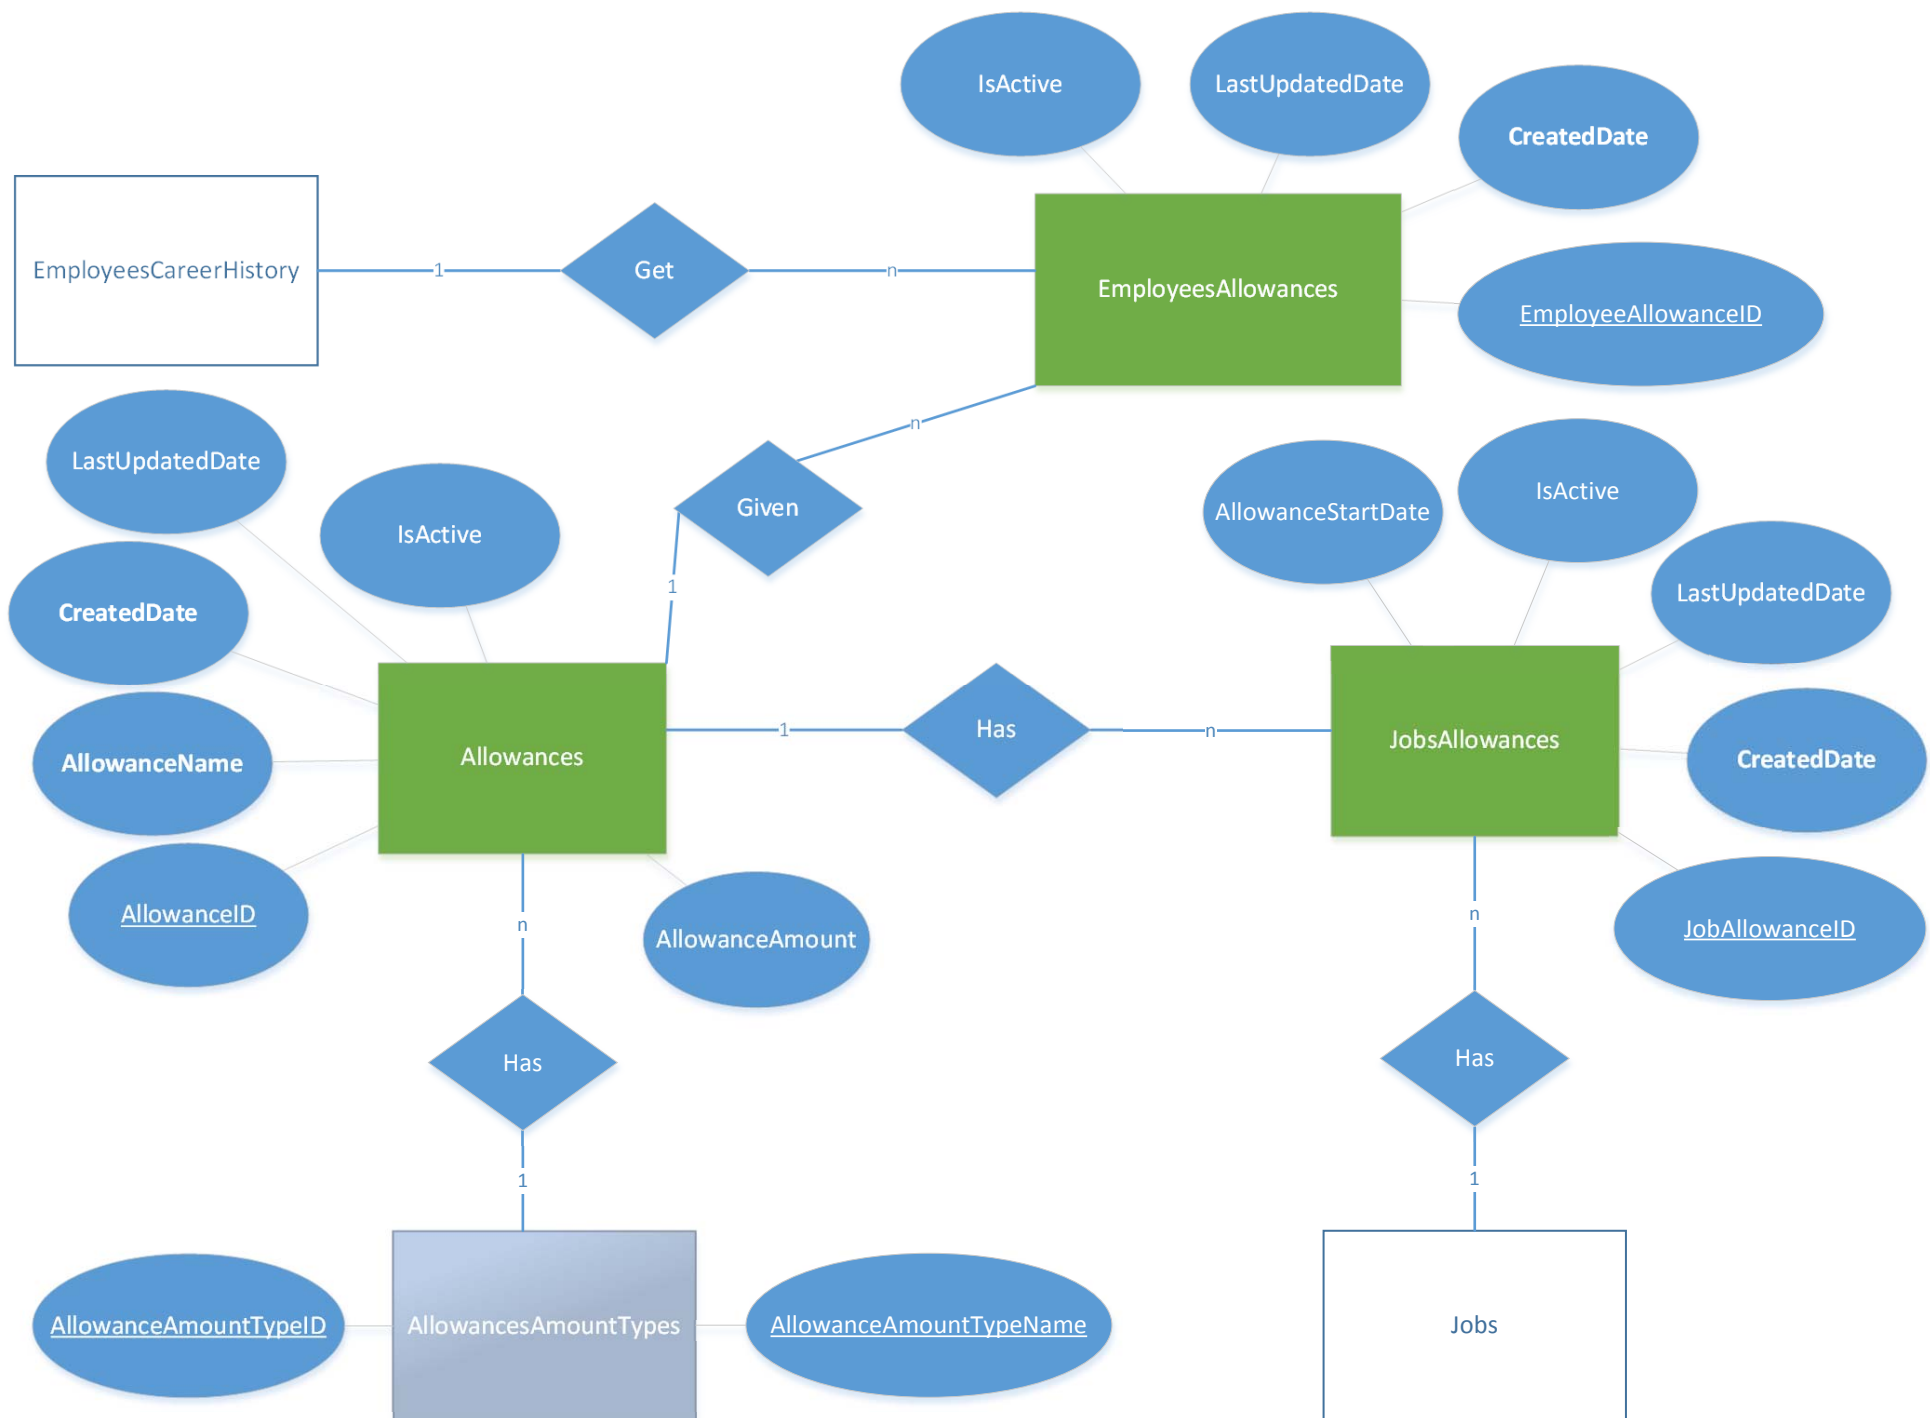 IsActive
LastUpdatedDate
CreatedDate
EmployeesCareerHistory
1
Get
n
EmployeesAllowances
EmployeeAllowanceID
n
LastUpdatedDate
IsActive
Given
AllowanceStartDate
IsActive
1
LastUpdatedDate
CreatedDate
AllowanceName
Allowances
1
Has
n
JobsAllowances
CreatedDate
AllowanceID
n
AllowanceAmount
n
JobAllowanceID
Has
Has
1
1
AllowanceAmountTypeID
AllowancesAmountTypes
AllowanceAmountTypeName
Jobs